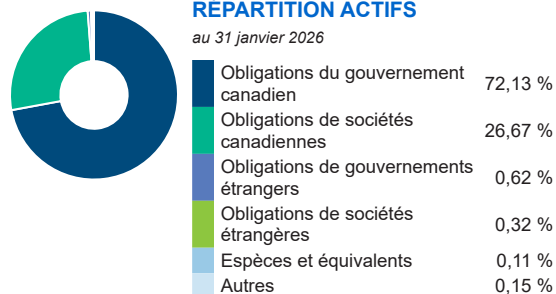 RÉPARTITION ACTIFS
au 31 janvier 2026
Obligations du gouvernement
canadien 72,13 %
Obligations de sociétés
canadiennes 26,67 %
Obligations de gouvernements
étrangers 0,62 %
Obligations de sociétés
étrangères 0,32 %
Espèces et équivalents 0,11 %
Autres 0,15 %